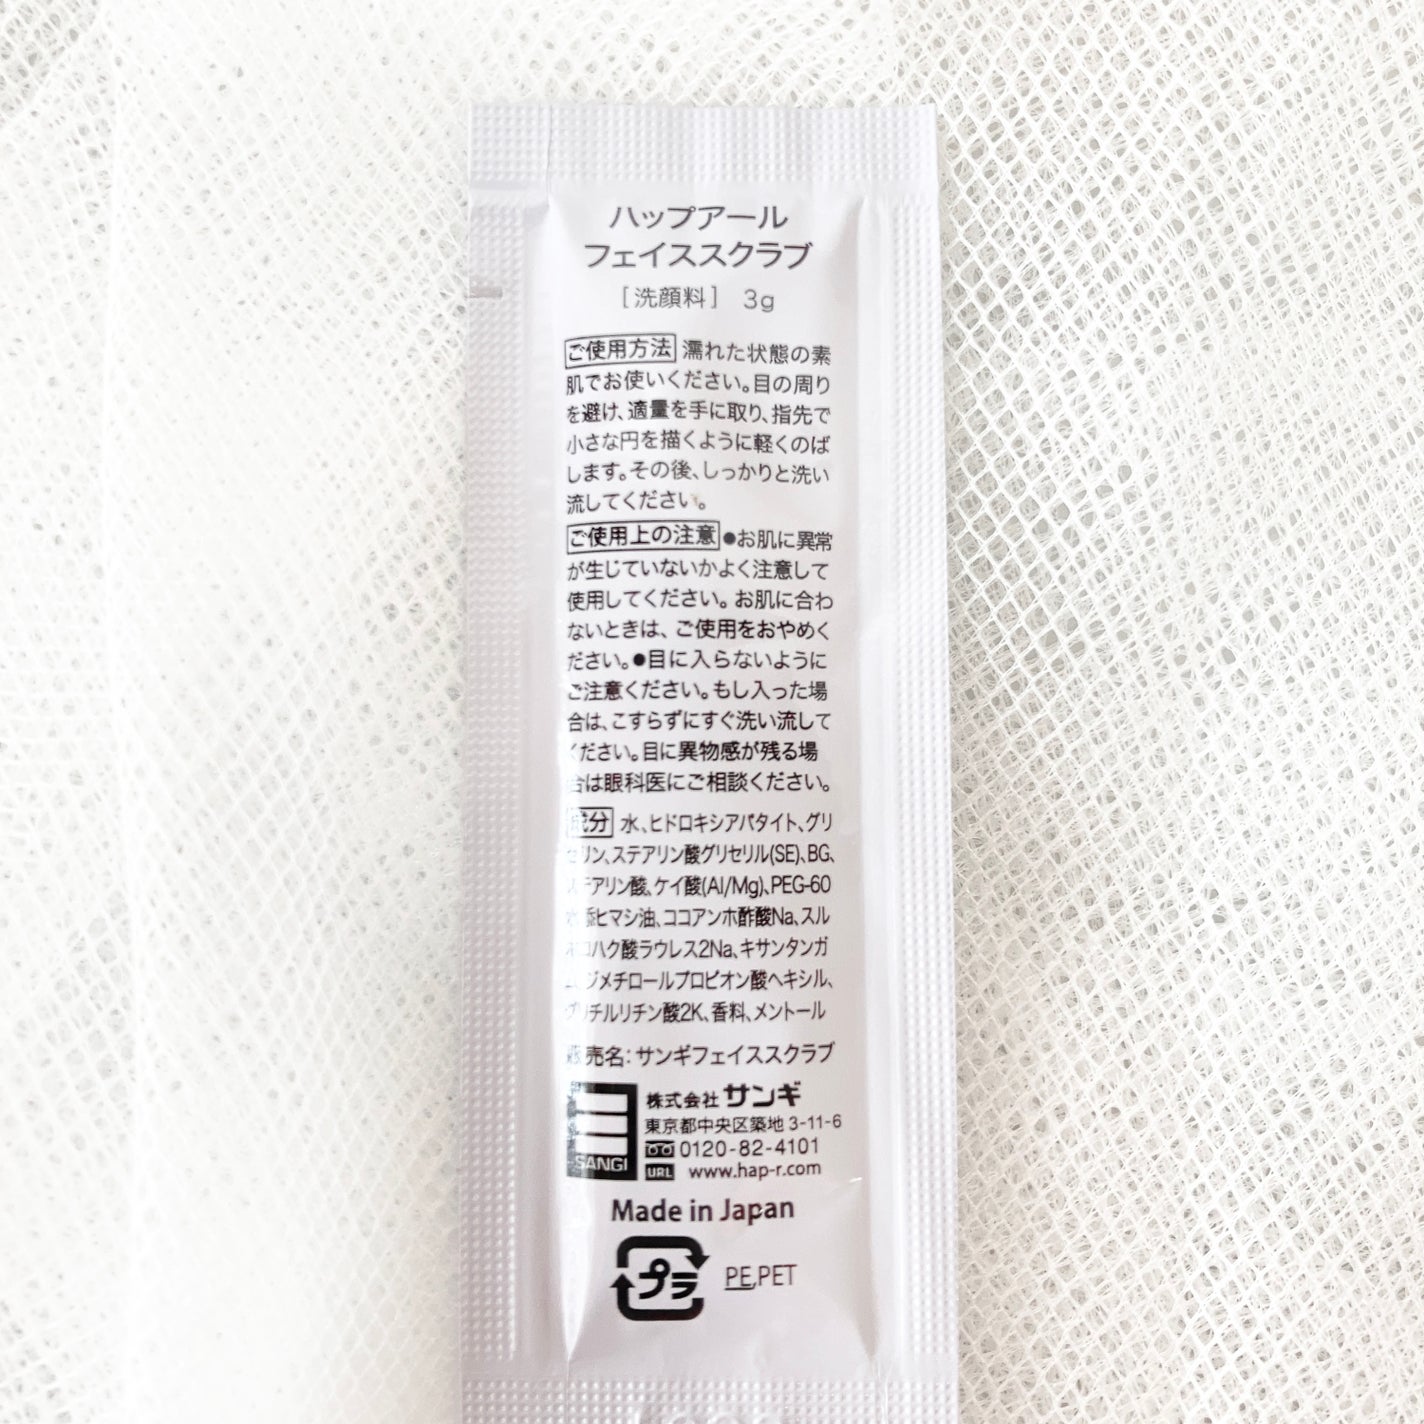 ハップアール
フェイススクラブ
［洗顔料］ 3g
ご使用方法 濡れた状態の素
肌でお使いください。目の周り
を避け、適量を手に取り、指先で
小さな円を描くように軽くのば
します。その後、しっかりと洗い
流してください。
ご使用上の注意 ●お肌に異常
が生じていないかよく注意して
使用してください。お肌に合わ
ないときは、ご使用をおやめく
ださい。●目に入らないように
ご注意ください。もし入った場
合は、こすらずにすぐ洗い流して
ください。目に異物感が残る場
合は眼科医にご相談ください。
成分 水、ヒドロキシアパタイト、グリ
セリン、ステアリン酸グリセリル(SE)、BG、
ステアリン酸、ケイ酸(Al/Mg)、PEG-60
水添ヒマシ油、ココアンホ酢酸Na、スル
ホコハク酸ラウレス2Na、キサンタンガ
ム、ジメチロールプロピオン酸ヘキシル、
グリチルリチン酸2K、香料、メントール
販売名：サンギフェイススクラブ
SANGI
株式会社 サンギ
東京都中央区築地 3-11-6
0120-82-4101
URL www.hap-r.com
Made in Japan
プラ PE,PET